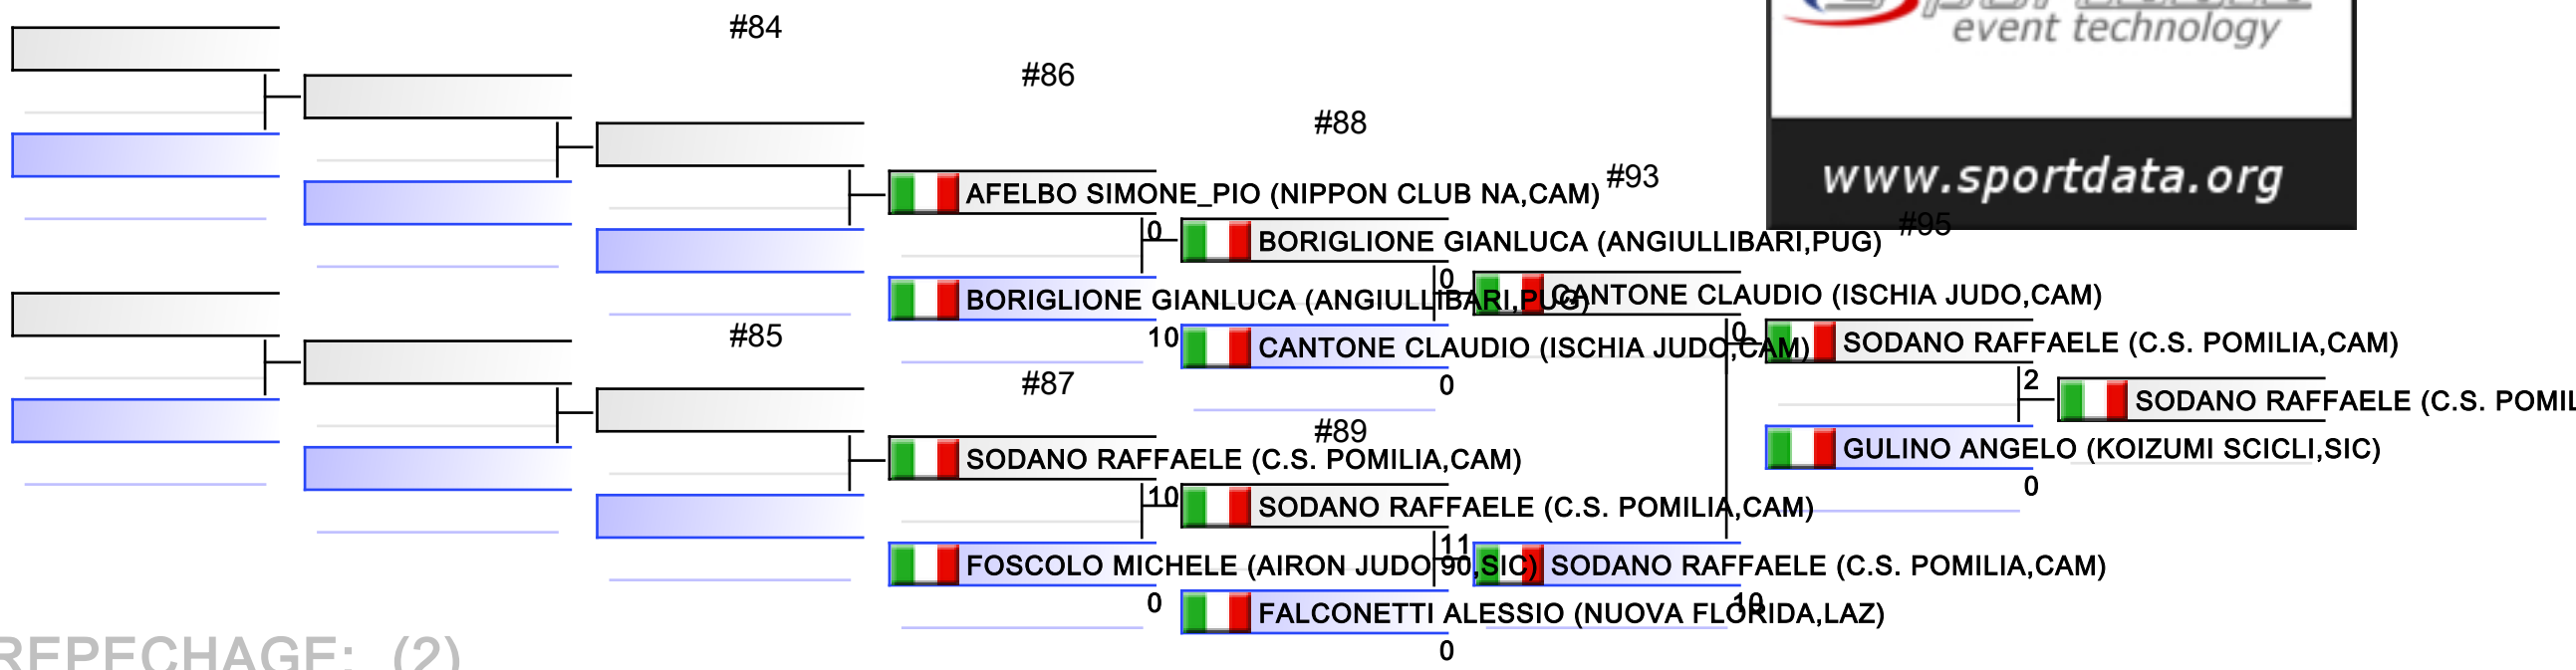 event technology
www.sportdata.org
#84
#86
#88
#93
#95
AFELBO SIMONE_PIO (NIPPON CLUB NA,CAM)
0
BORIGLIONE GIANLUCA (ANGIULLIBARI,PUG)
0
BORIGLIONE GIANLUCA (ANGIULLIBARI,PUG)
CANTONE CLAUDIO (ISCHIA JUDO,CAM)
10
0
CANTONE CLAUDIO (ISCHIA JUDO,CAM)
SODANO RAFFAELE (C.S. POMILIA,CAM)
0
2
SODANO RAFFAELE (C.S. POMIL
#85
#87
#89
GULINO ANGELO (KOIZUMI SCICLI,SIC)
0
SODANO RAFFAELE (C.S. POMILIA,CAM)
10
SODANO RAFFAELE (C.S. POMILIA,CAM)
11
FOSCOLO MICHELE (AIRON JUDO 90,SIC)
SODANO RAFFAELE (C.S. POMILIA,CAM)
0
10
FALCONETTI ALESSIO (NUOVA FLORIDA,LAZ)
0
REPECHAGE: (2)